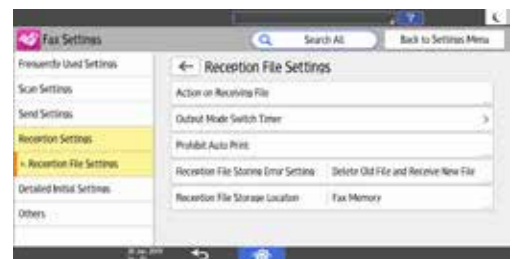 Fax Settings
Search All
Back to Settings Menu
Frequently Used Settings
Scan Settings
Send Settings
Reception Settings
Reception File Settings
Detailed Initial Settings
Others
← Reception File Settings
Action on Receiving File
Output Mode Switch Timer
Prohibit Auto Print
Reception File Storing Error Setting Delete Old File and Receive New File
Reception File Storage Location Fax Memory